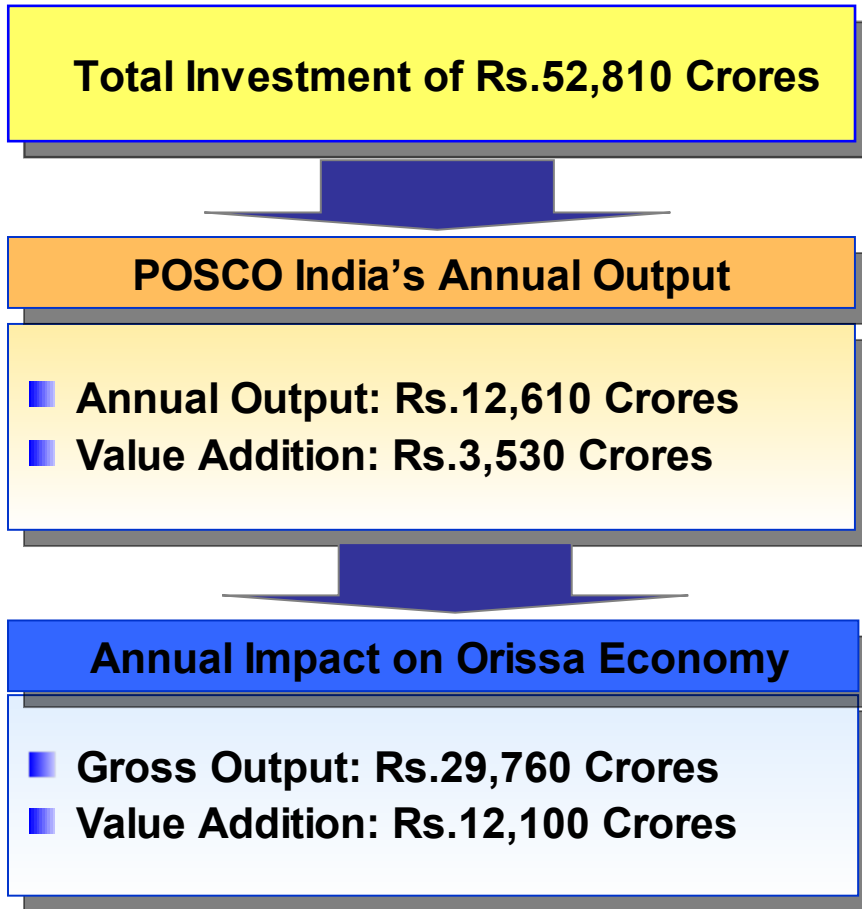 Total Investment of Rs.52,810 Crores
POSCO India’s Annual Output
Annual Output: Rs.12,610 Crores
Value Addition: Rs.3,530 Crores
Annual Impact on Orissa Economy
Gross Output: Rs.29,760 Crores
Value Addition: Rs.12,100 Crores